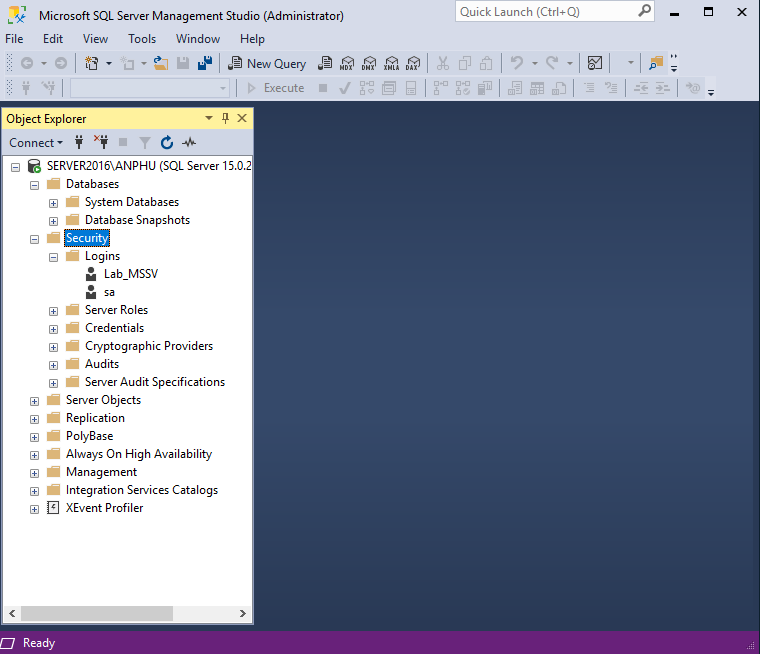 Microsoft SQL Server Management Studio (Administrator)
Quick Launch (Ctrl+Q)
File Edit View Tools Window Help
New Query MDX DMX XMLA DAX
Execute
Object Explorer
Connect
SERVER2016\ANPHU (SQL Server 15.0.2
Databases
System Databases
Database Snapshots
Security
Logins
Lab_MSSV
sa
Server Roles
Credentials
Cryptographic Providers
Audits
Server Audit Specifications
Server Objects
Replication
PolyBase
Always On High Availability
Management
Integration Services Catalogs
XEvent Profiler
Ready